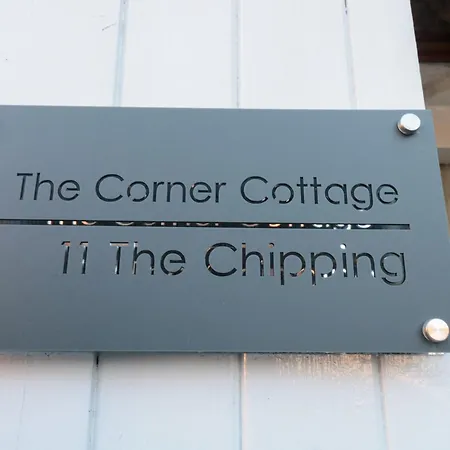 The Corner Cottage
11 The Chipping